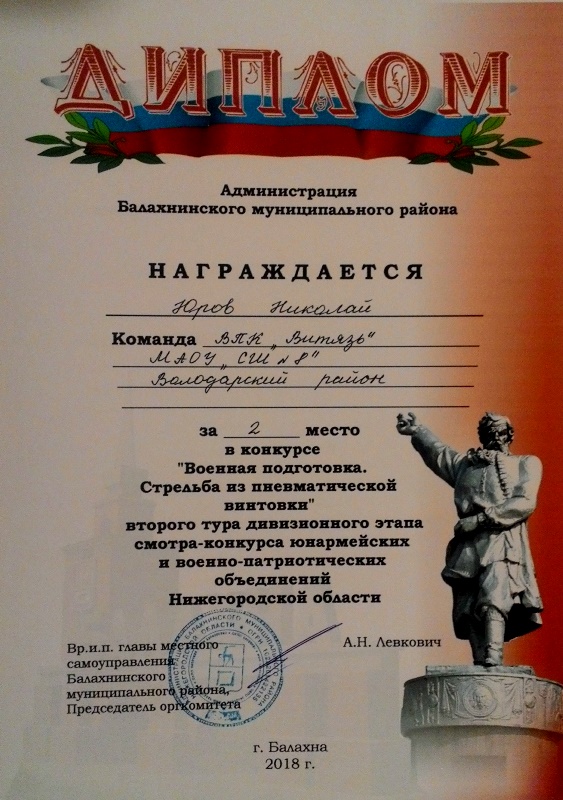 ДИПЛОМ
Администрация
Балахнинского муниципального района
НАГРАЖДАЕТСЯ
Юров Николай
Команда ВПК „Витязь"
МАОУ „СШ №8"
Володарский район
за 2 место
в конкурсе
"Военная подготовка.
Стрельба из пневматической
винтовки"
второго тура дивизионного этапа
смотра-конкурса юнармейских
и военно-патриотических
объединений
Нижегородской области
Вр.и.п. главы местного
самоуправления
Балахнинского
муниципального района,
Председатель оргкомитета
А.Н. Левкович
г. Балахна
2018 г.